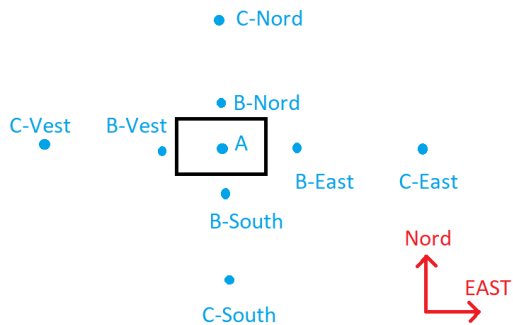 C-Nord
B-Nord
C-Vest
B-Vest
A
B-East
C-East
B-South
Nord
EAST
C-South